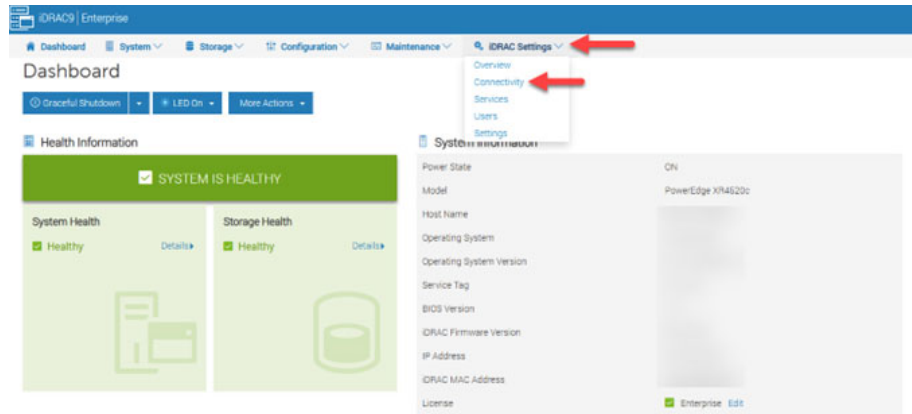 iDRAC9 | Enterprise
Dashboard System Storage Configuration Maintenance iDRAC Settings
Overview
Connectivity
Services
Users
Settings
Dashboard
Graceful Shutdown LED On More Actions
Health Information
SYSTEM IS HEALTHY
System Health
Healthy Details
Storage Health
Healthy Details
System Information
Power State ON
Model PowerEdge XR4520c
Host Name
Operating System
Operating System Version
Service Tag
BIOS Version
iDRAC Firmware Version
IP Address
iDRAC MAC Address
License Enterprise Edit